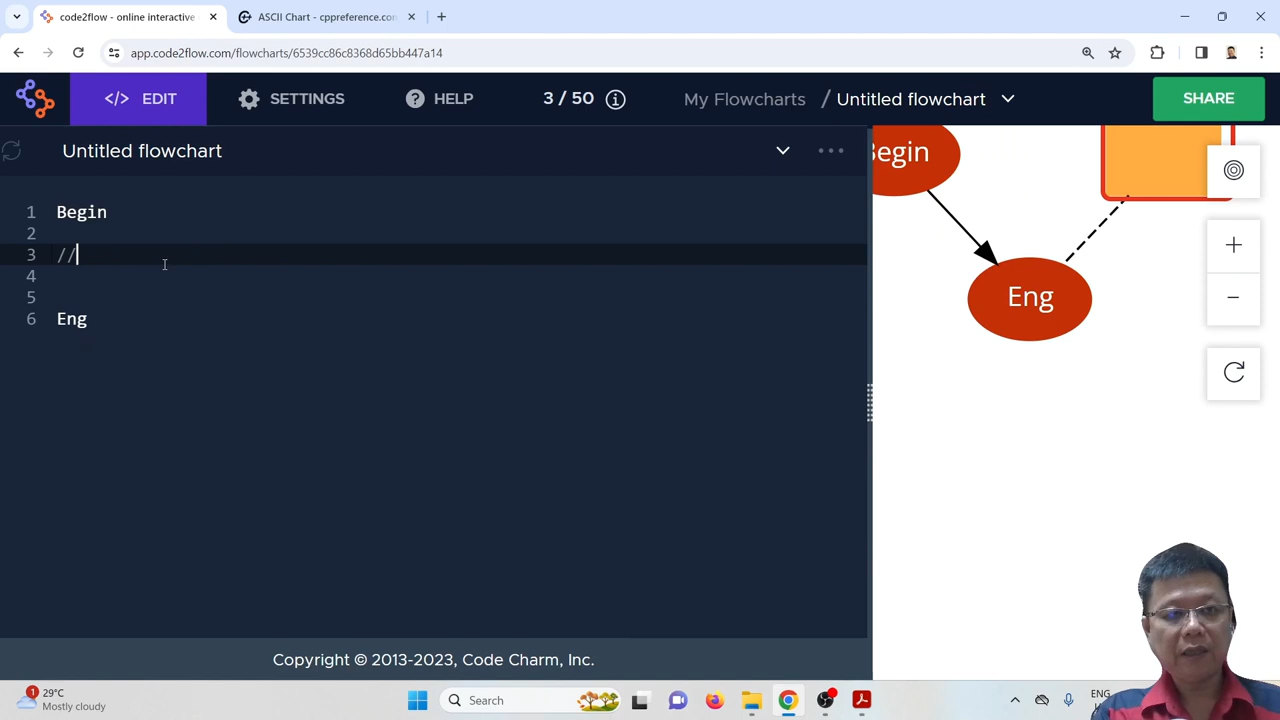 code2flow - online interactive
ASCII Chart - cppreference.con
app.code2flow.com/flowcharts/6539cc86c8368d65bb447a14
</> EDIT
SETTINGS
HELP
3 / 50
My Flowcharts / Untitled flowchart
SHARE
Untitled flowchart
1 Begin
2
3 //
4
5
6 Eng
Begin
Eng
Copyright © 2013-2023, Code Charm, Inc.
1
29°C
Mostly cloudy
Search
ENG